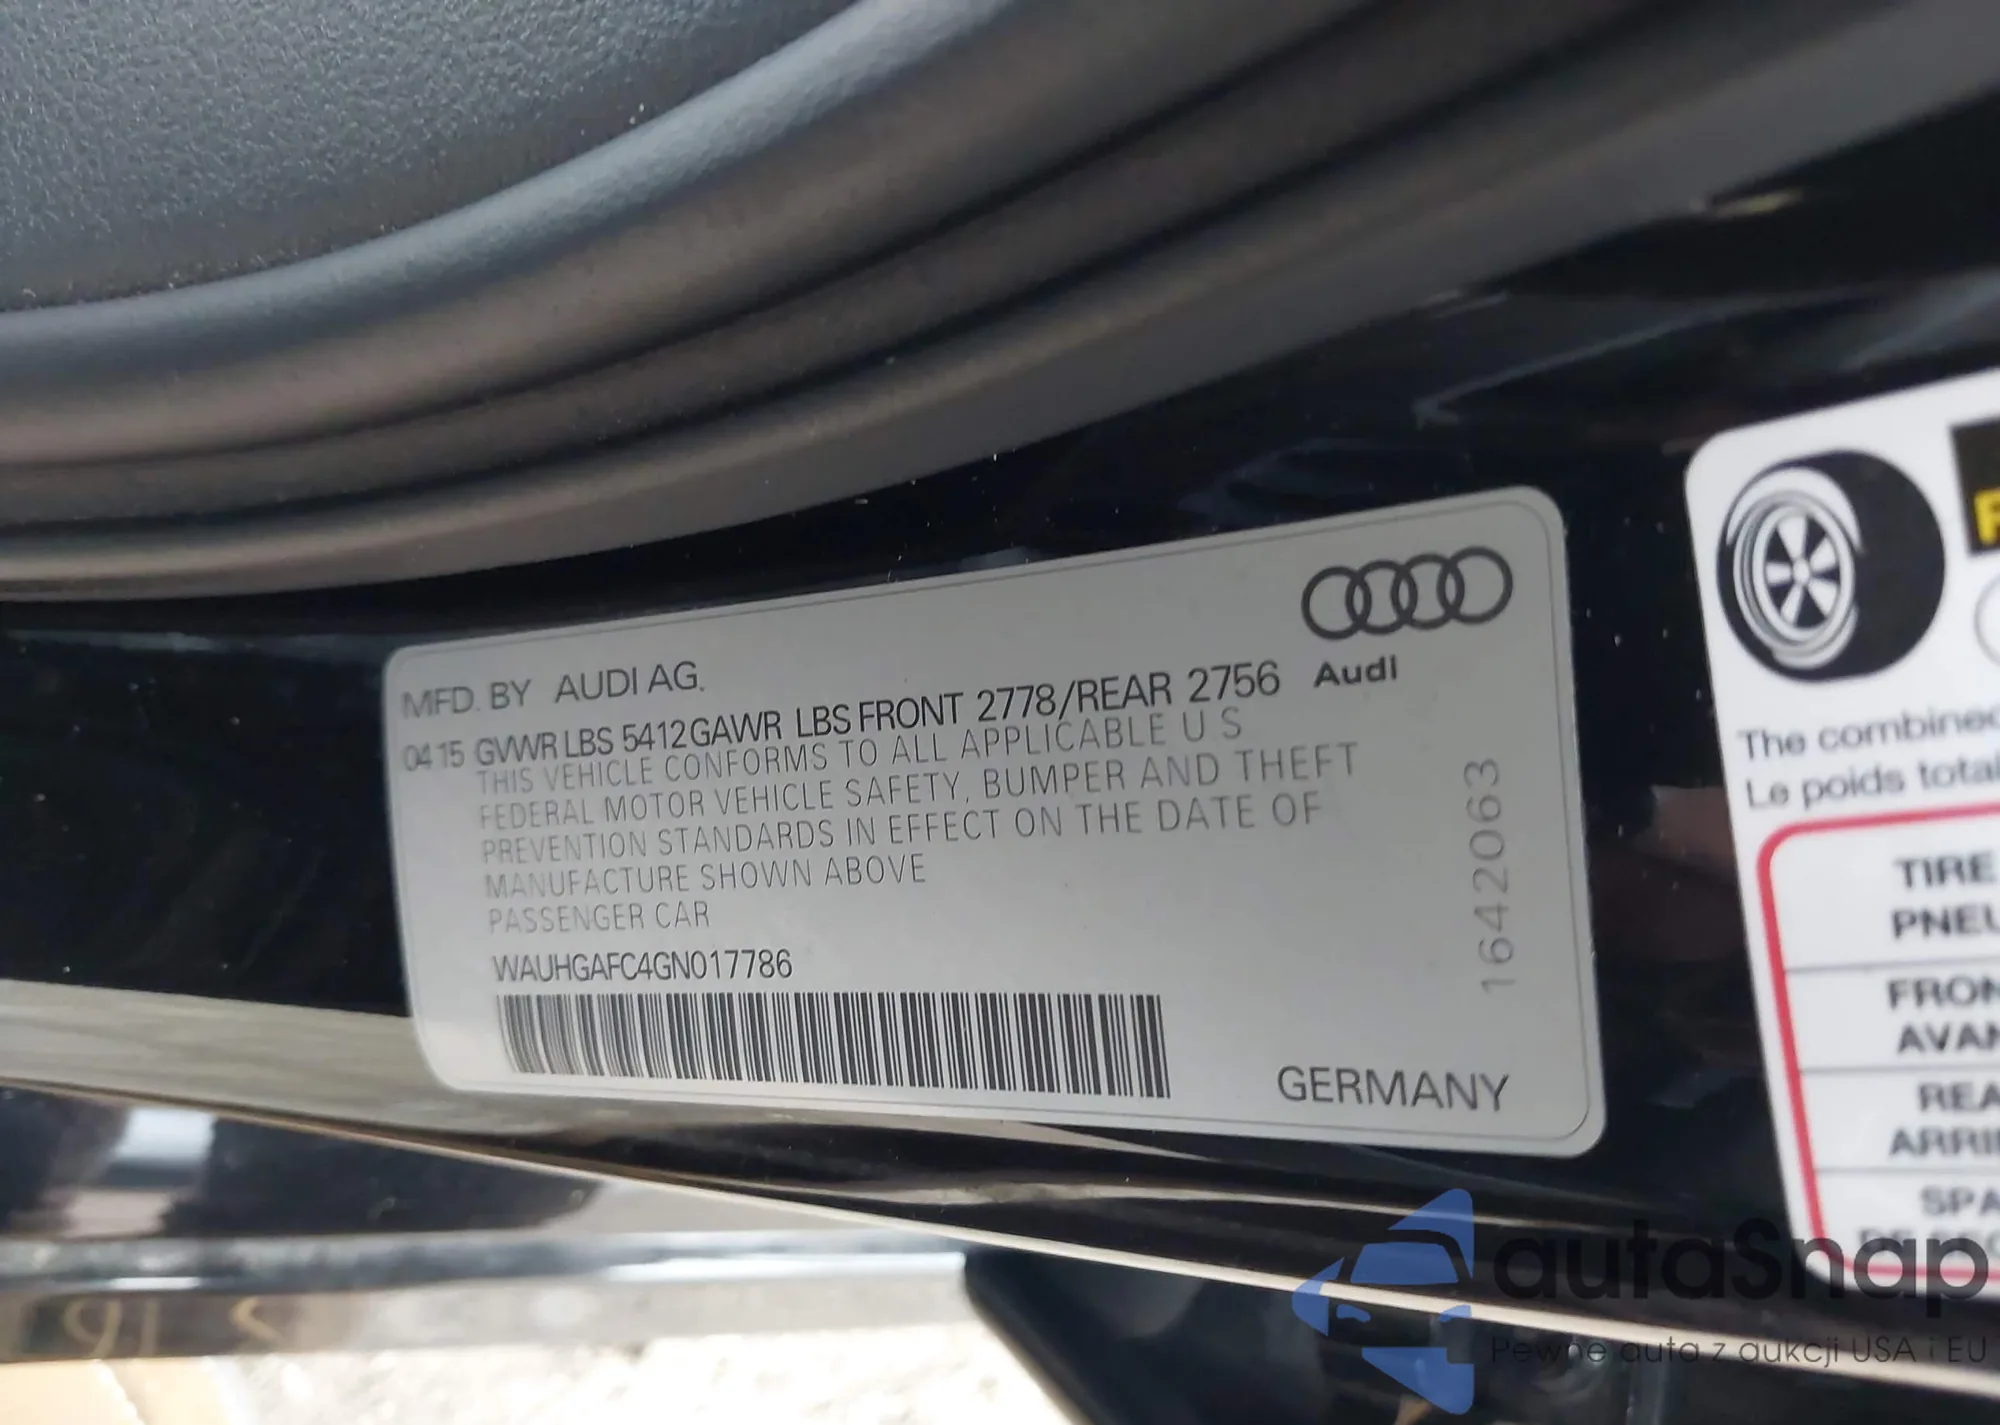 MFD. BY AUDI AG.
Audi
04 15 GVWR LBS 5412 GAWR LBS FRONT 2778/REAR 2756
THIS VEHICLE CONFORMS TO ALL APPLICABLE U S
FEDERAL MOTOR VEHICLE SAFETY, BUMPER AND THEFT
PREVENTION STANDARDS IN EFFECT ON THE DATE OF
MANUFACTURE SHOWN ABOVE
PASSENGER CAR
WAUHGAFC4GN017786
1642063
GERMANY
The combined
Le poids total
TIRE
PNEU
FRON
AVAN
REA
ARRI
SPA
autaSnap
Pewne auta z aukcji USA i EU